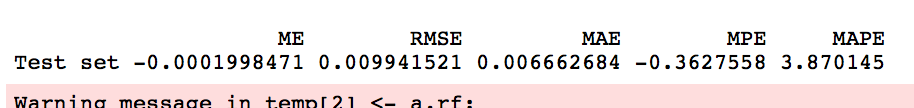 ME RMSE MAE MPE MAPE
Test set -0.0001998471 0.009941521 0.006662684 -0.3627558 3.870145
Warning message in temp[2] <- a.rf: